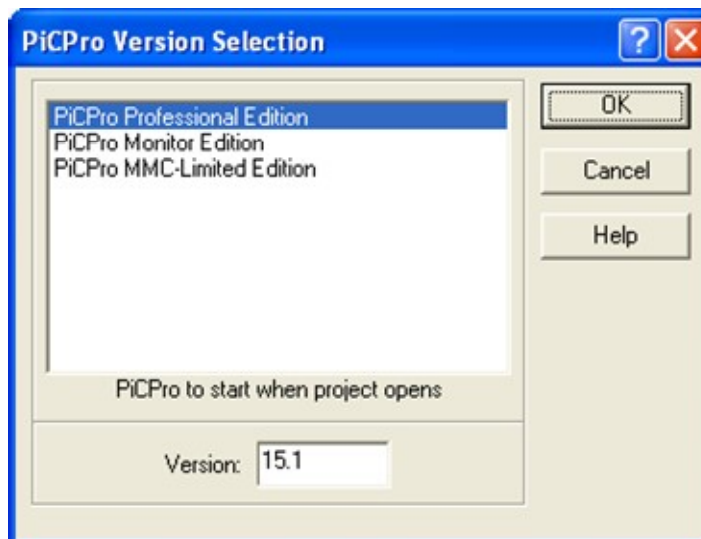 PiCPro Version Selection
PiCPro Professional Edition
PiCPro Monitor Edition
PiCPro MMC-Limited Edition
PiCPro to start when project opens
Version: 15.1
OK
Cancel
Help